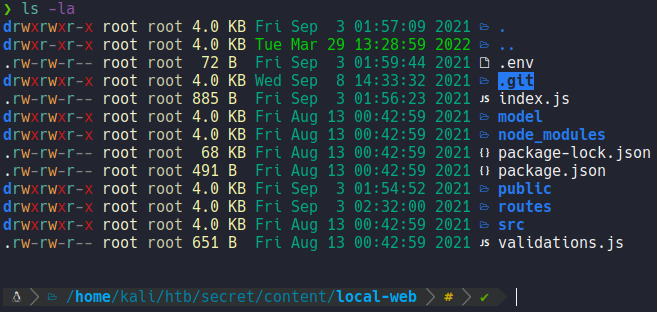 ❯ ls -la
drwxrwxr-x root root 4.0 KB Fri Sep  3 01:57:09 2021 .
drwxr-xr-x root root 4.0 KB Tue Mar 29 13:28:59 2022 ..
.rw-rw-r-- root root  72 B  Fri Sep  3 01:59:44 2021 .env
drwxrwxr-x root root 4.0 KB Wed Sep  8 14:33:32 2021 .git
.rw-rw-r-- root root 885 B  Fri Sep  3 01:56:23 2021 JS index.js
drwxrwxr-x root root 4.0 KB Fri Aug 13 00:42:59 2021 model
drwxrwxr-x root root 4.0 KB Fri Aug 13 00:42:59 2021 node_modules
.rw-rw-r-- root root  68 KB Fri Aug 13 00:42:59 2021 {} package-lock.json
.rw-rw-r-- root root 491 B  Fri Aug 13 00:42:59 2021 {} package.json
drwxrwxr-x root root 4.0 KB Fri Sep  3 01:54:52 2021 public
drwxrwxr-x root root 4.0 KB Fri Sep  3 02:32:00 2021 routes
drwxrwxr-x root root 4.0 KB Fri Aug 13 00:42:59 2021 src
.rw-rw-r-- root root 651 B  Fri Aug 13 00:42:59 2021 JS validations.js
/home/kali/htb/secret/content/local-web # ✔